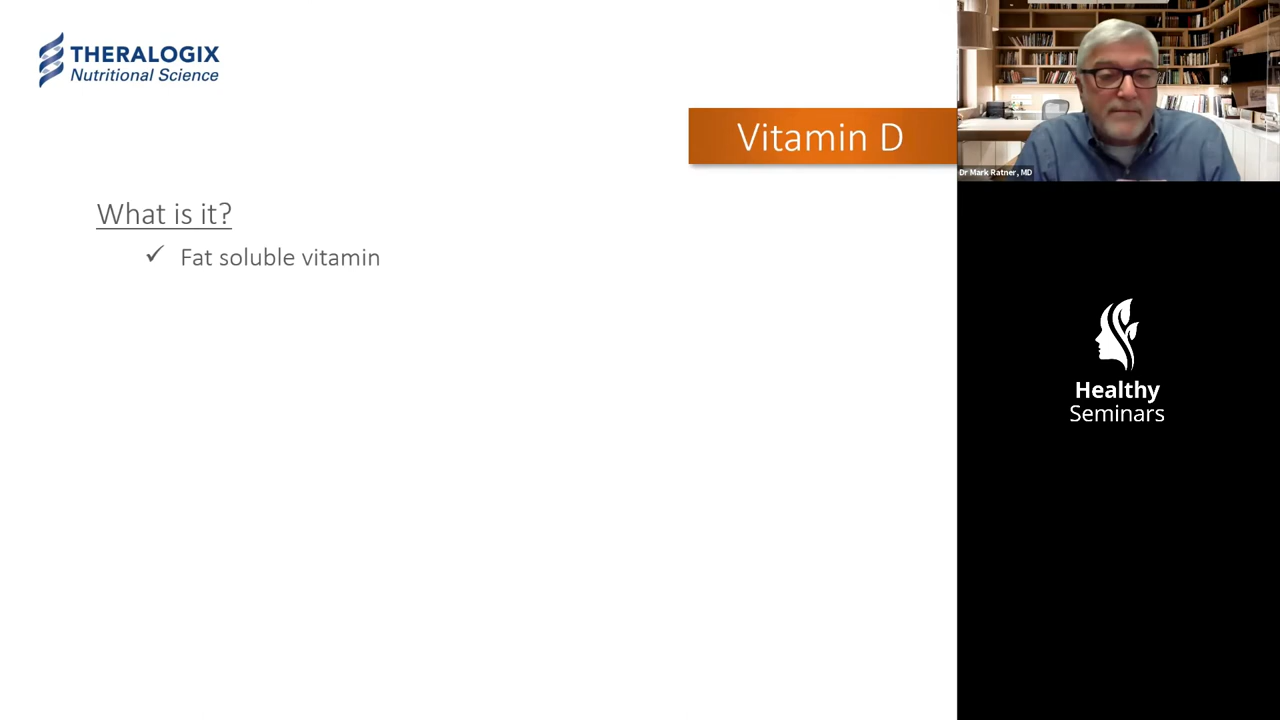 THERALOGIX
Nutritional Science
Vitamin D
Dr Mark Ratner, MD
What is it?
✓ Fat soluble vitamin
Healthy
Seminars